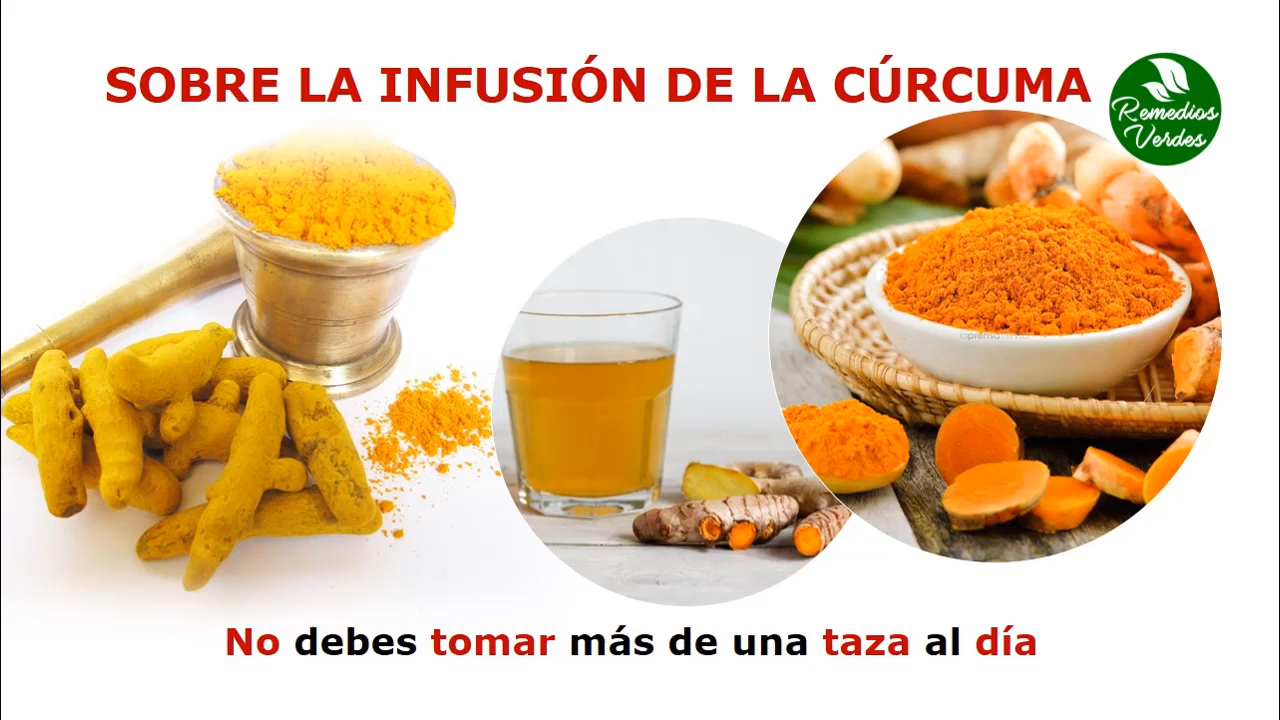 SOBRE LA INFUSIÓN DE LA CÚRCUMA
Remedios
Verdes
No debes tomar más de una taza al día